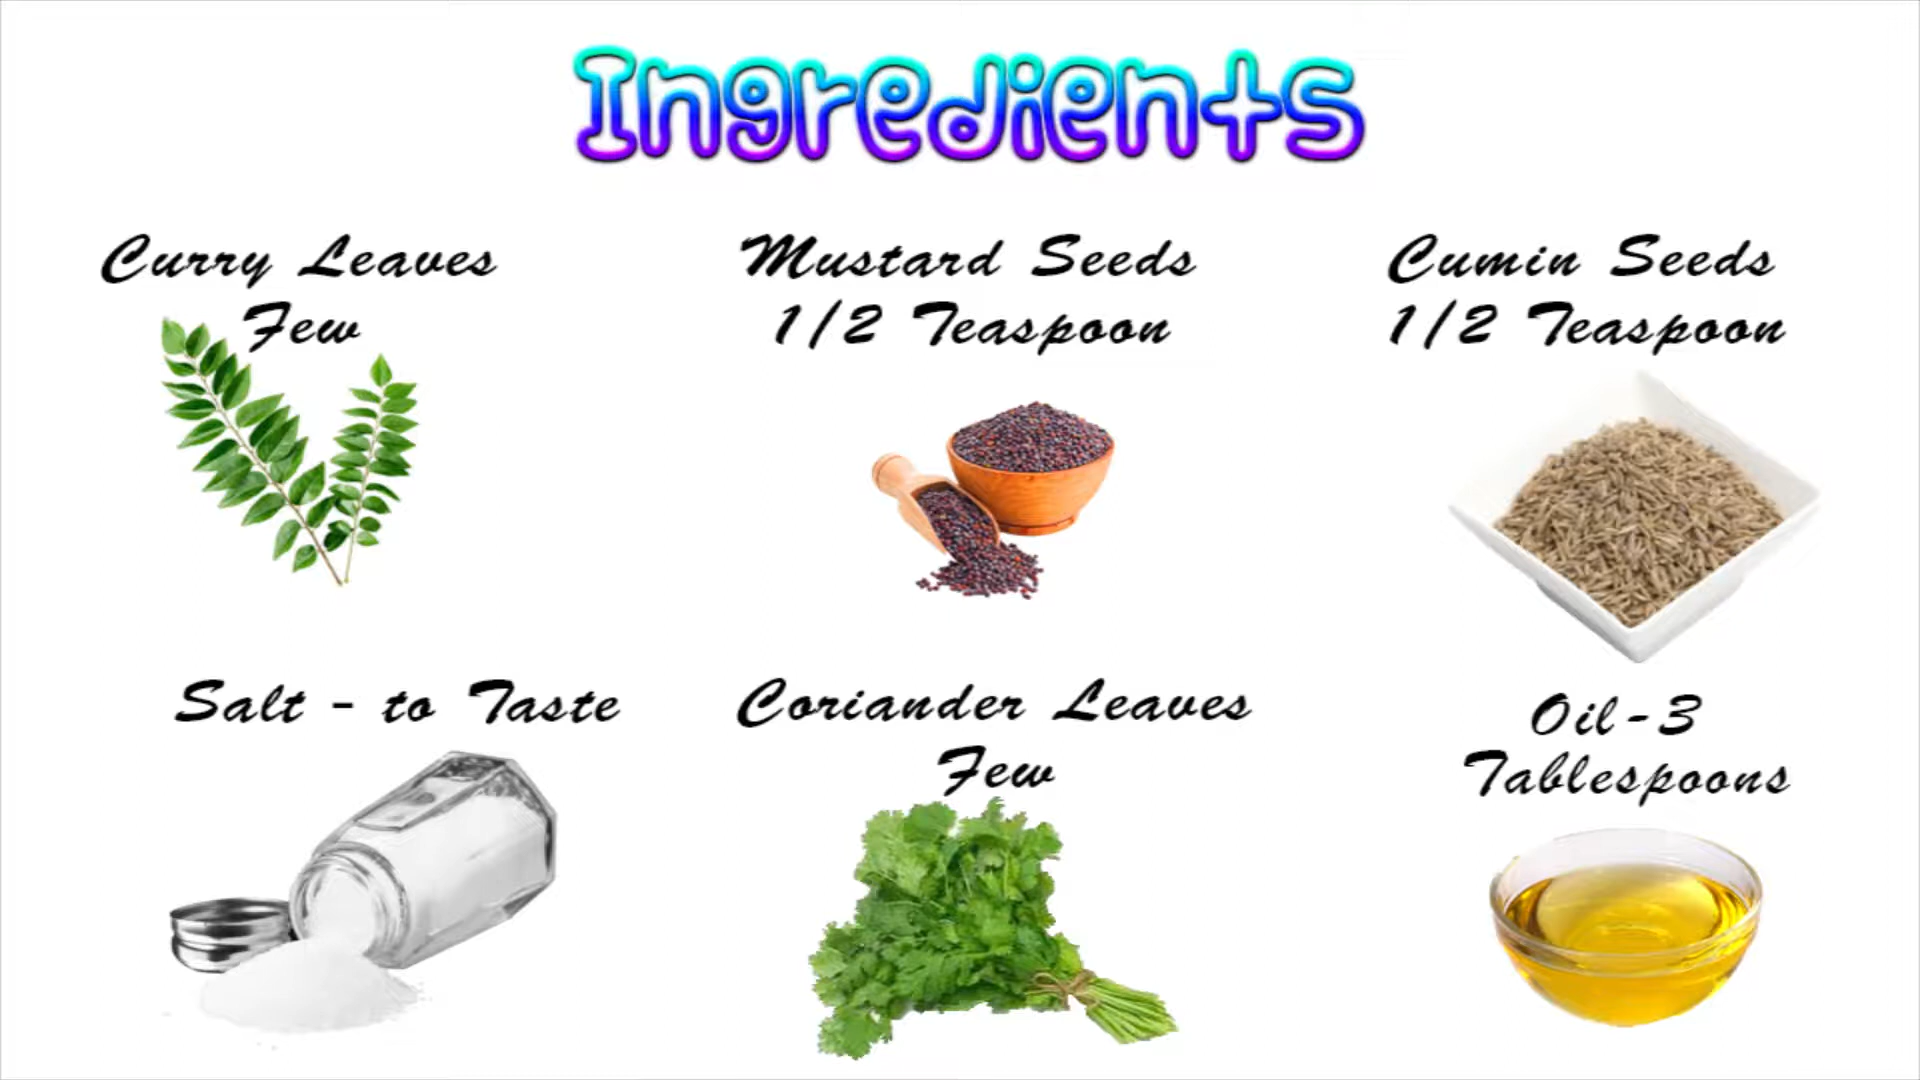 Ingredients
Curry Leaves
Few
Mustard Seeds
1/2 Teaspoon
Cumin Seeds
1/2 Teaspoon
Salt - to Taste
Coriander Leaves
Few
Oil-3
Tablespoons